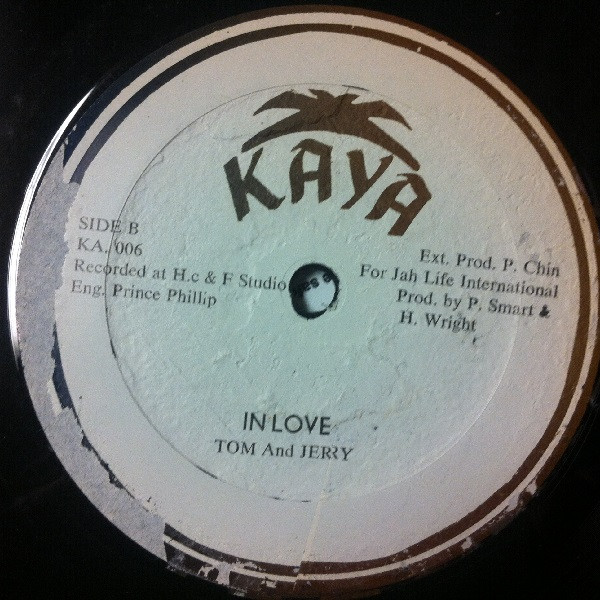 KAYA
SIDE B
KA. 006
Recorded at H.c & F Studio
Eng. Prince Phillip
Ext. Prod. P. Chin
For Jah Life International
Prod. by P. Smart &
H. Wright
IN LOVE
TOM And JERRY